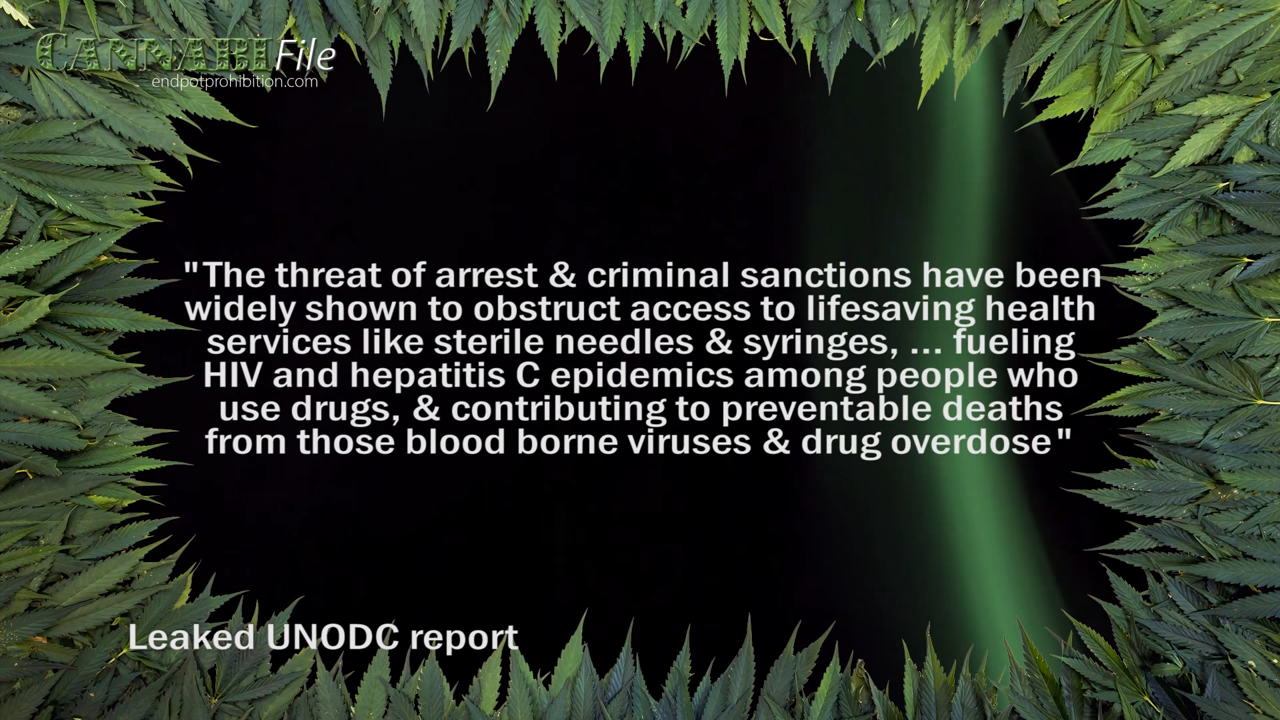 CANNABIFile
endpotprohibition.com
"The threat of arrest & criminal sanctions have been
widely shown to obstruct access to lifesaving health
services like sterile needles & syringes, ... fueling
HIV and hepatitis C epidemics among people who
use drugs, & contributing to preventable deaths
from those blood borne viruses & drug overdose"
Leaked UNODC report